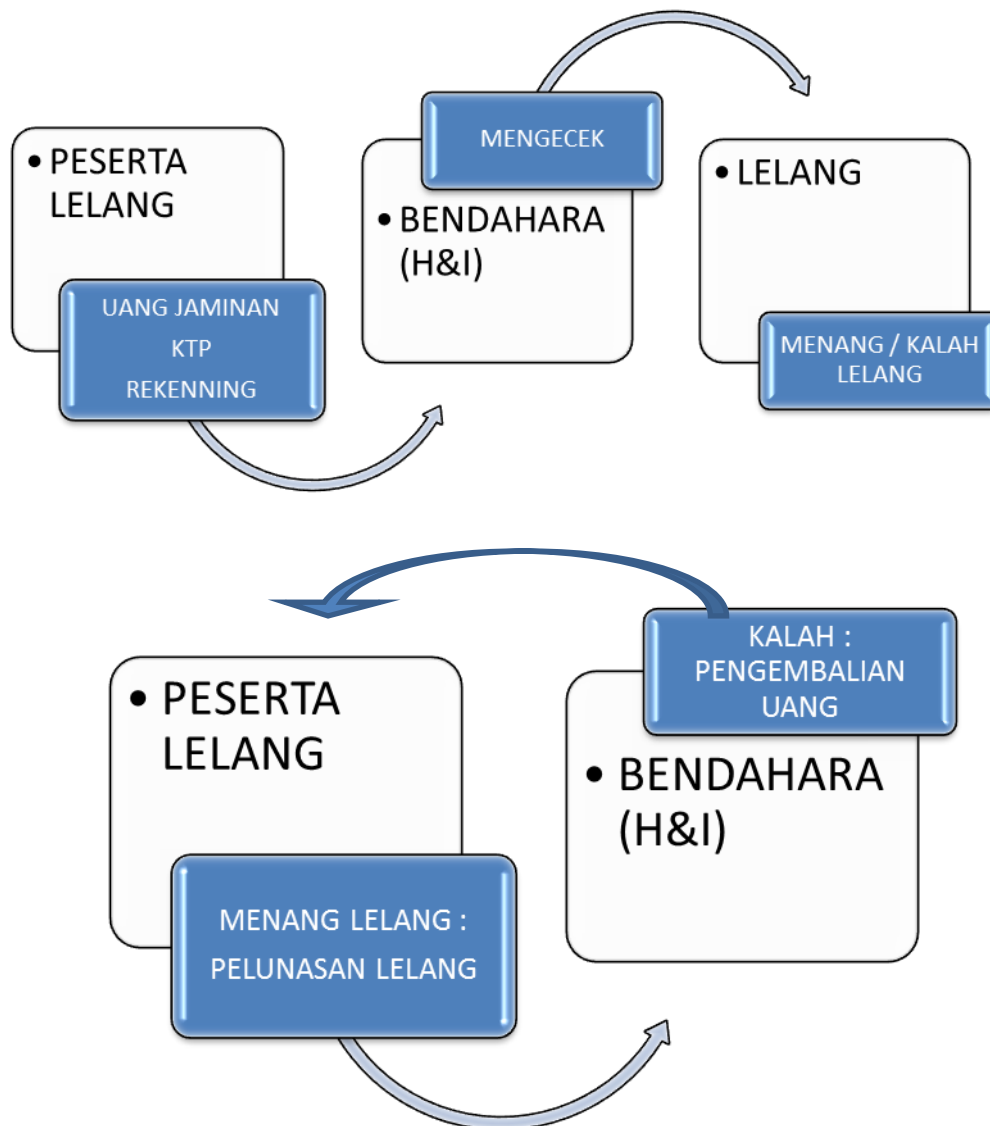 • PESERTA
LELANG
UANG JAMINAN
KTP
REKENNING
MENGECEK
• BENDAHARA
(H&I)
• LELANG
MENANG / KALAH
LELANG
• PESERTA
LELANG
MENANG LELANG :
PELUNASAN LELANG
KALAH :
PENGEMBALIAN
UANG
• BENDAHARA
(H&I)